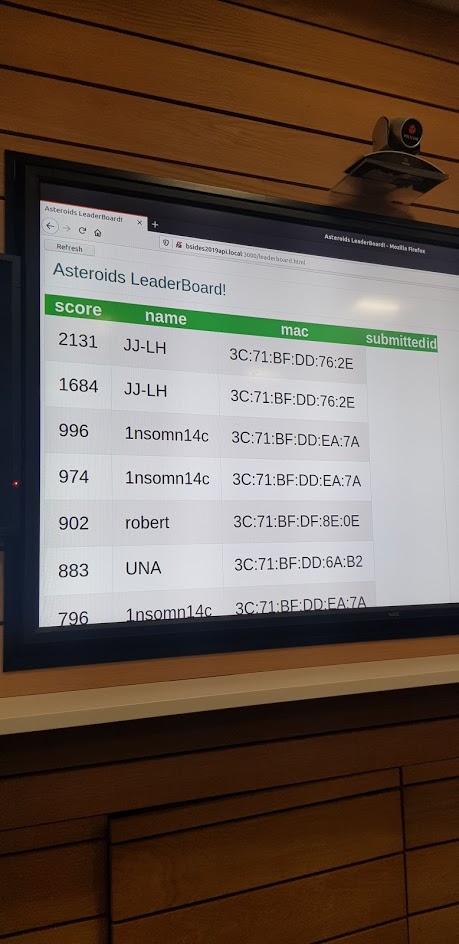 Asteroids LeaderBoard!
Asteroids LeaderBoard! - Mozilla Firefox
bsides2019api.local:3000/leaderboard.html
Refresh
Asteroids LeaderBoard!
score name mac submittedid
2131 JJ-LH 3C:71:BF:DD:76:2E
1684 JJ-LH 3C:71:BF:DD:76:2E
996 1nsomn14c 3C:71:BF:DD:EA:7A
974 1nsomn14c 3C:71:BF:DD:EA:7A
902 robert 3C:71:BF:DF:8E:0E
883 UNA 3C:71:BF:DD:6A:B2
796 1nsomn14c 3C:71:BF:DD:EA:7A